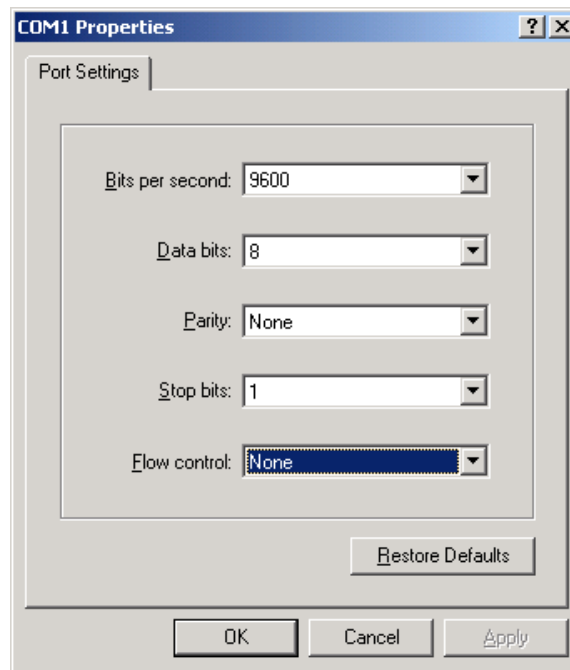 COM1 Properties
Port Settings
Bits per second: 9600
Data bits: 8
Parity: None
Stop bits: 1
Flow control: None
Restore Defaults
OK Cancel Apply